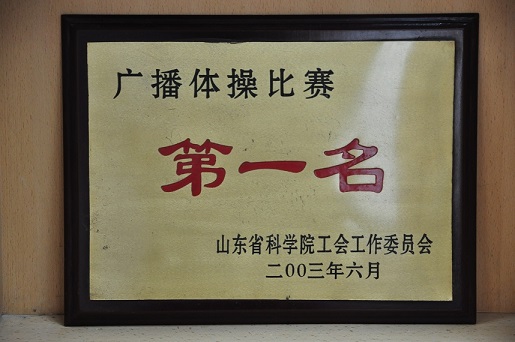 广播体操比赛
第一名
山东省科学院工会工作委员会
二00三年六月